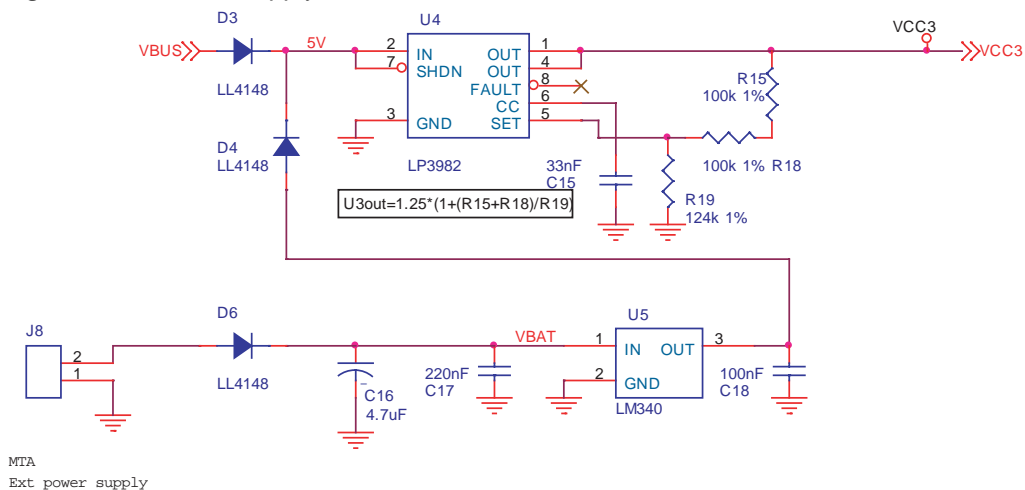 D3
U4
VCC3
VBUS
5V
2
IN
OUT
1
VCC3
7
SHDN
OUT
4
R15
LL4148
FAULT
8
100k 1%
CC
6
3
GND
SET
5
D4
LL4148
LP3982
33nF
C15
100k 1% R18
U3out=1.25*(1+(R15+R18)/R19)
R19
124k 1%
D6
U5
J8
VBAT
1
IN
OUT
3
2
1
LL4148
220nF
C17
2
GND
100nF
C18
C16
4.7uF
LM340
MTA
Ext power supply